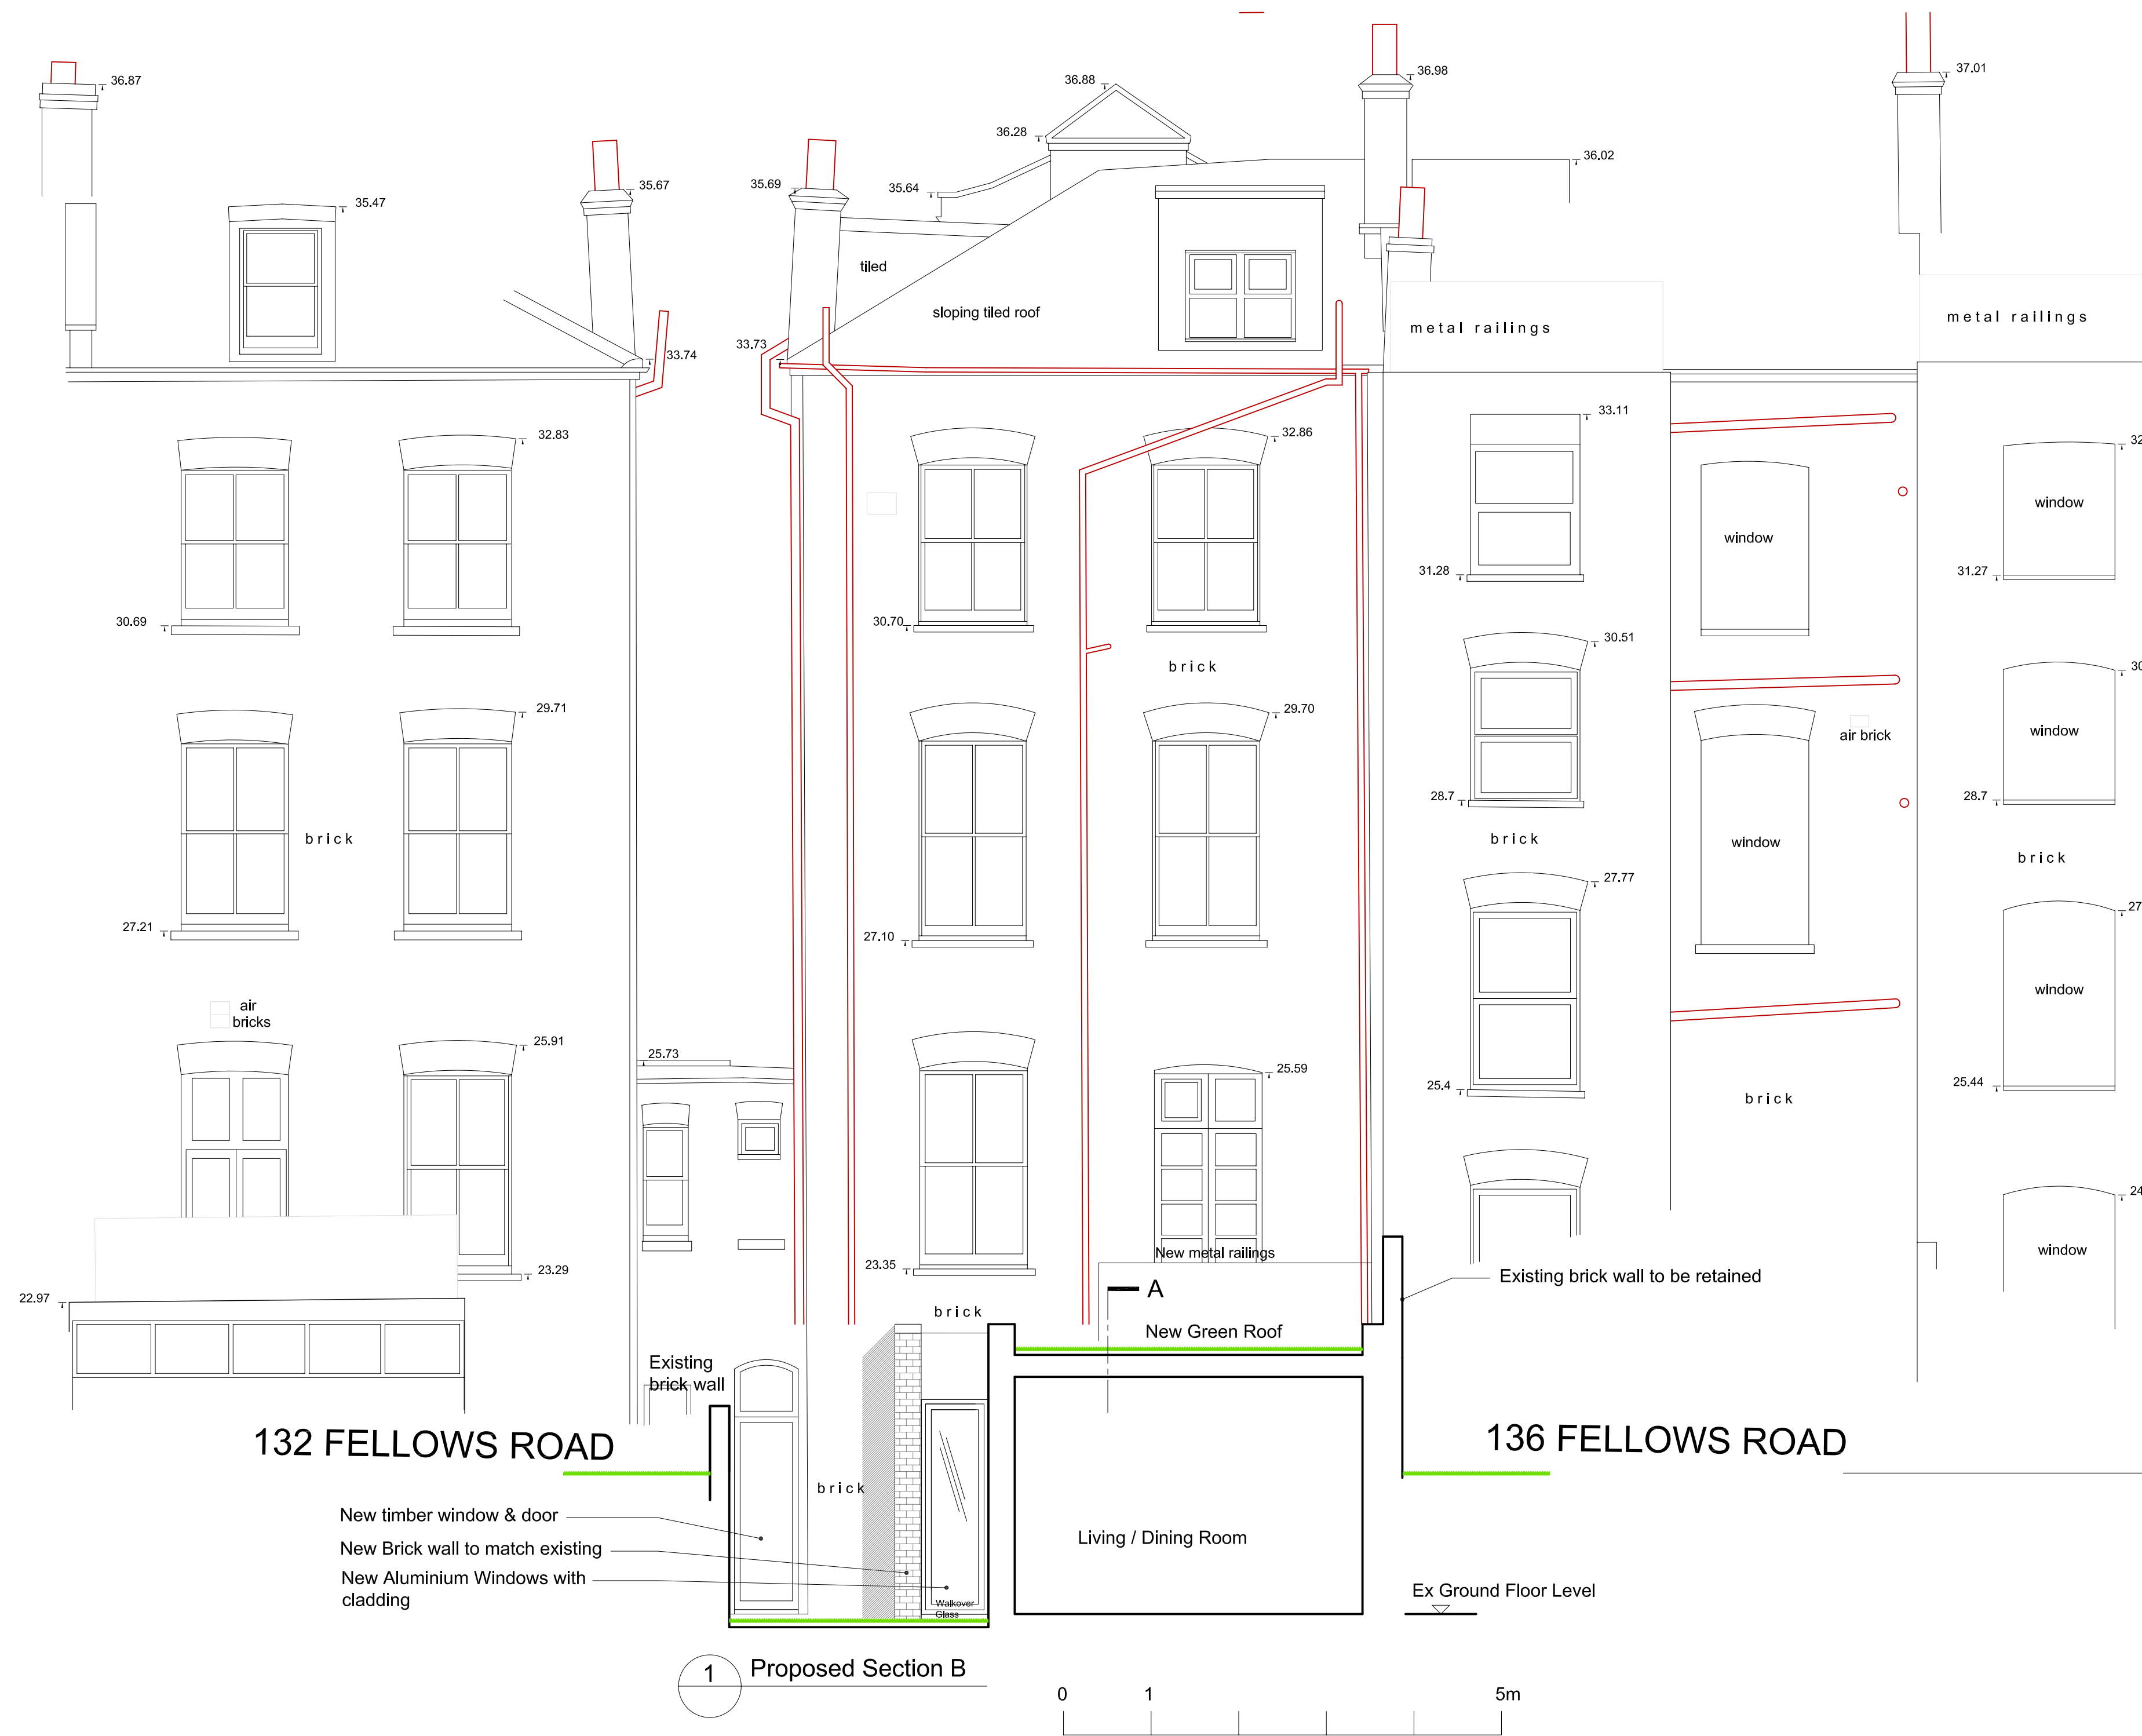 36.87
36.88
36.98
37.01
36.28
36.02
35.67
35.69
35.64
35.47
tiled
sloping tiled roof
metal railings
metal railings
33.74
33.73
33.11
32.83
32.86
32
window
window
31.28
31.27
30.69
30.70
brick
30.51
30
29.71
29.70
air brick
window
28.7
28.7
brick
brick
window
brick
27.77
27
27.21
27.10
window
air
bricks
25.91
25.73
25.59
25.4
25.44
brick
24
window
New metal railings
23.29
23.35
22.97
A
Existing brick wall to be retained
brick
New Green Roof
Existing
brick wall
132 FELLOWS ROAD
136 FELLOWS ROAD
brick
New timber window & door
New Brick wall to match existing
New Aluminium Windows with
cladding
Living / Dining Room
Walkover
Glass
Ex Ground Floor Level
1 Proposed Section B
0 1 5m